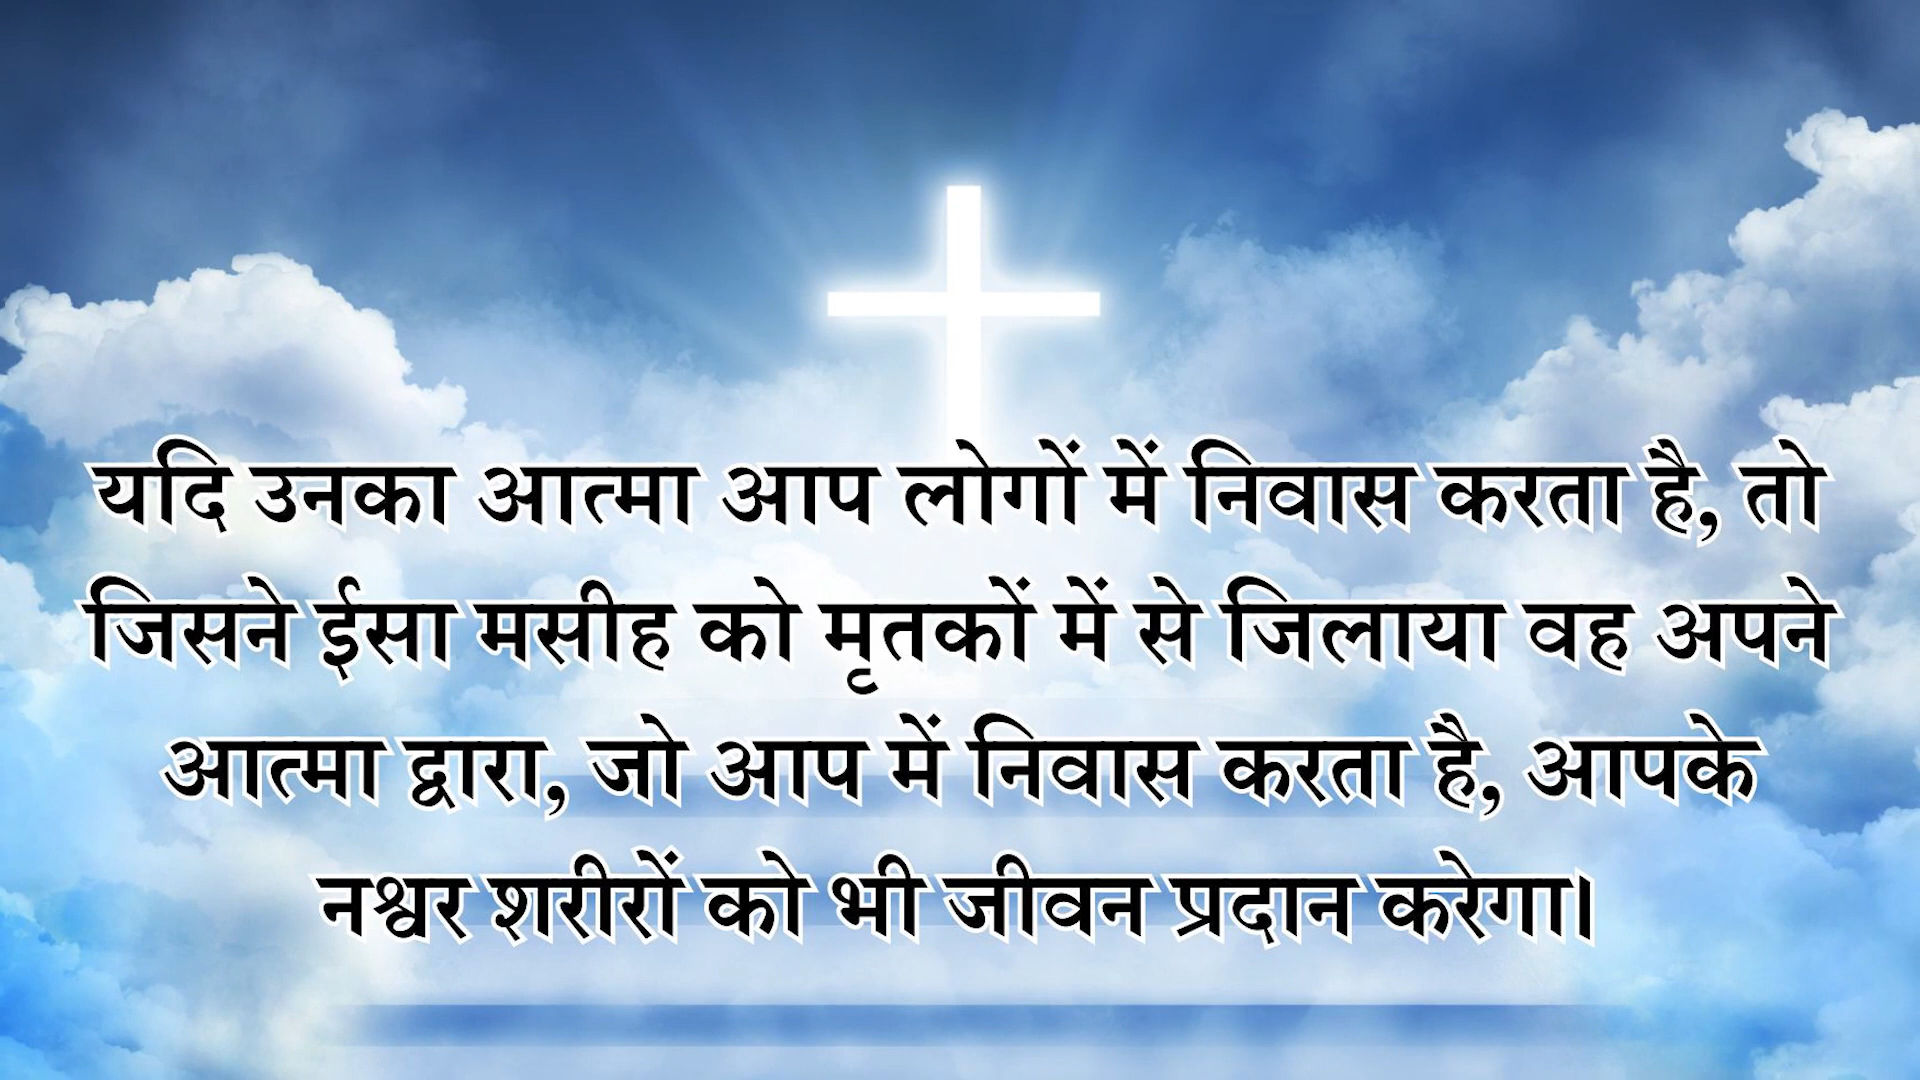 यदि उनका आत्मा आप लोगों में निवास करता है, तो
जिसने ईसा मसीह को मृतकों में से जिलाया वह अपने
आत्मा द्वारा, जो आप में निवास करता है, आपके
नश्वर शरीरों को भी जीवन प्रदान करेगा।